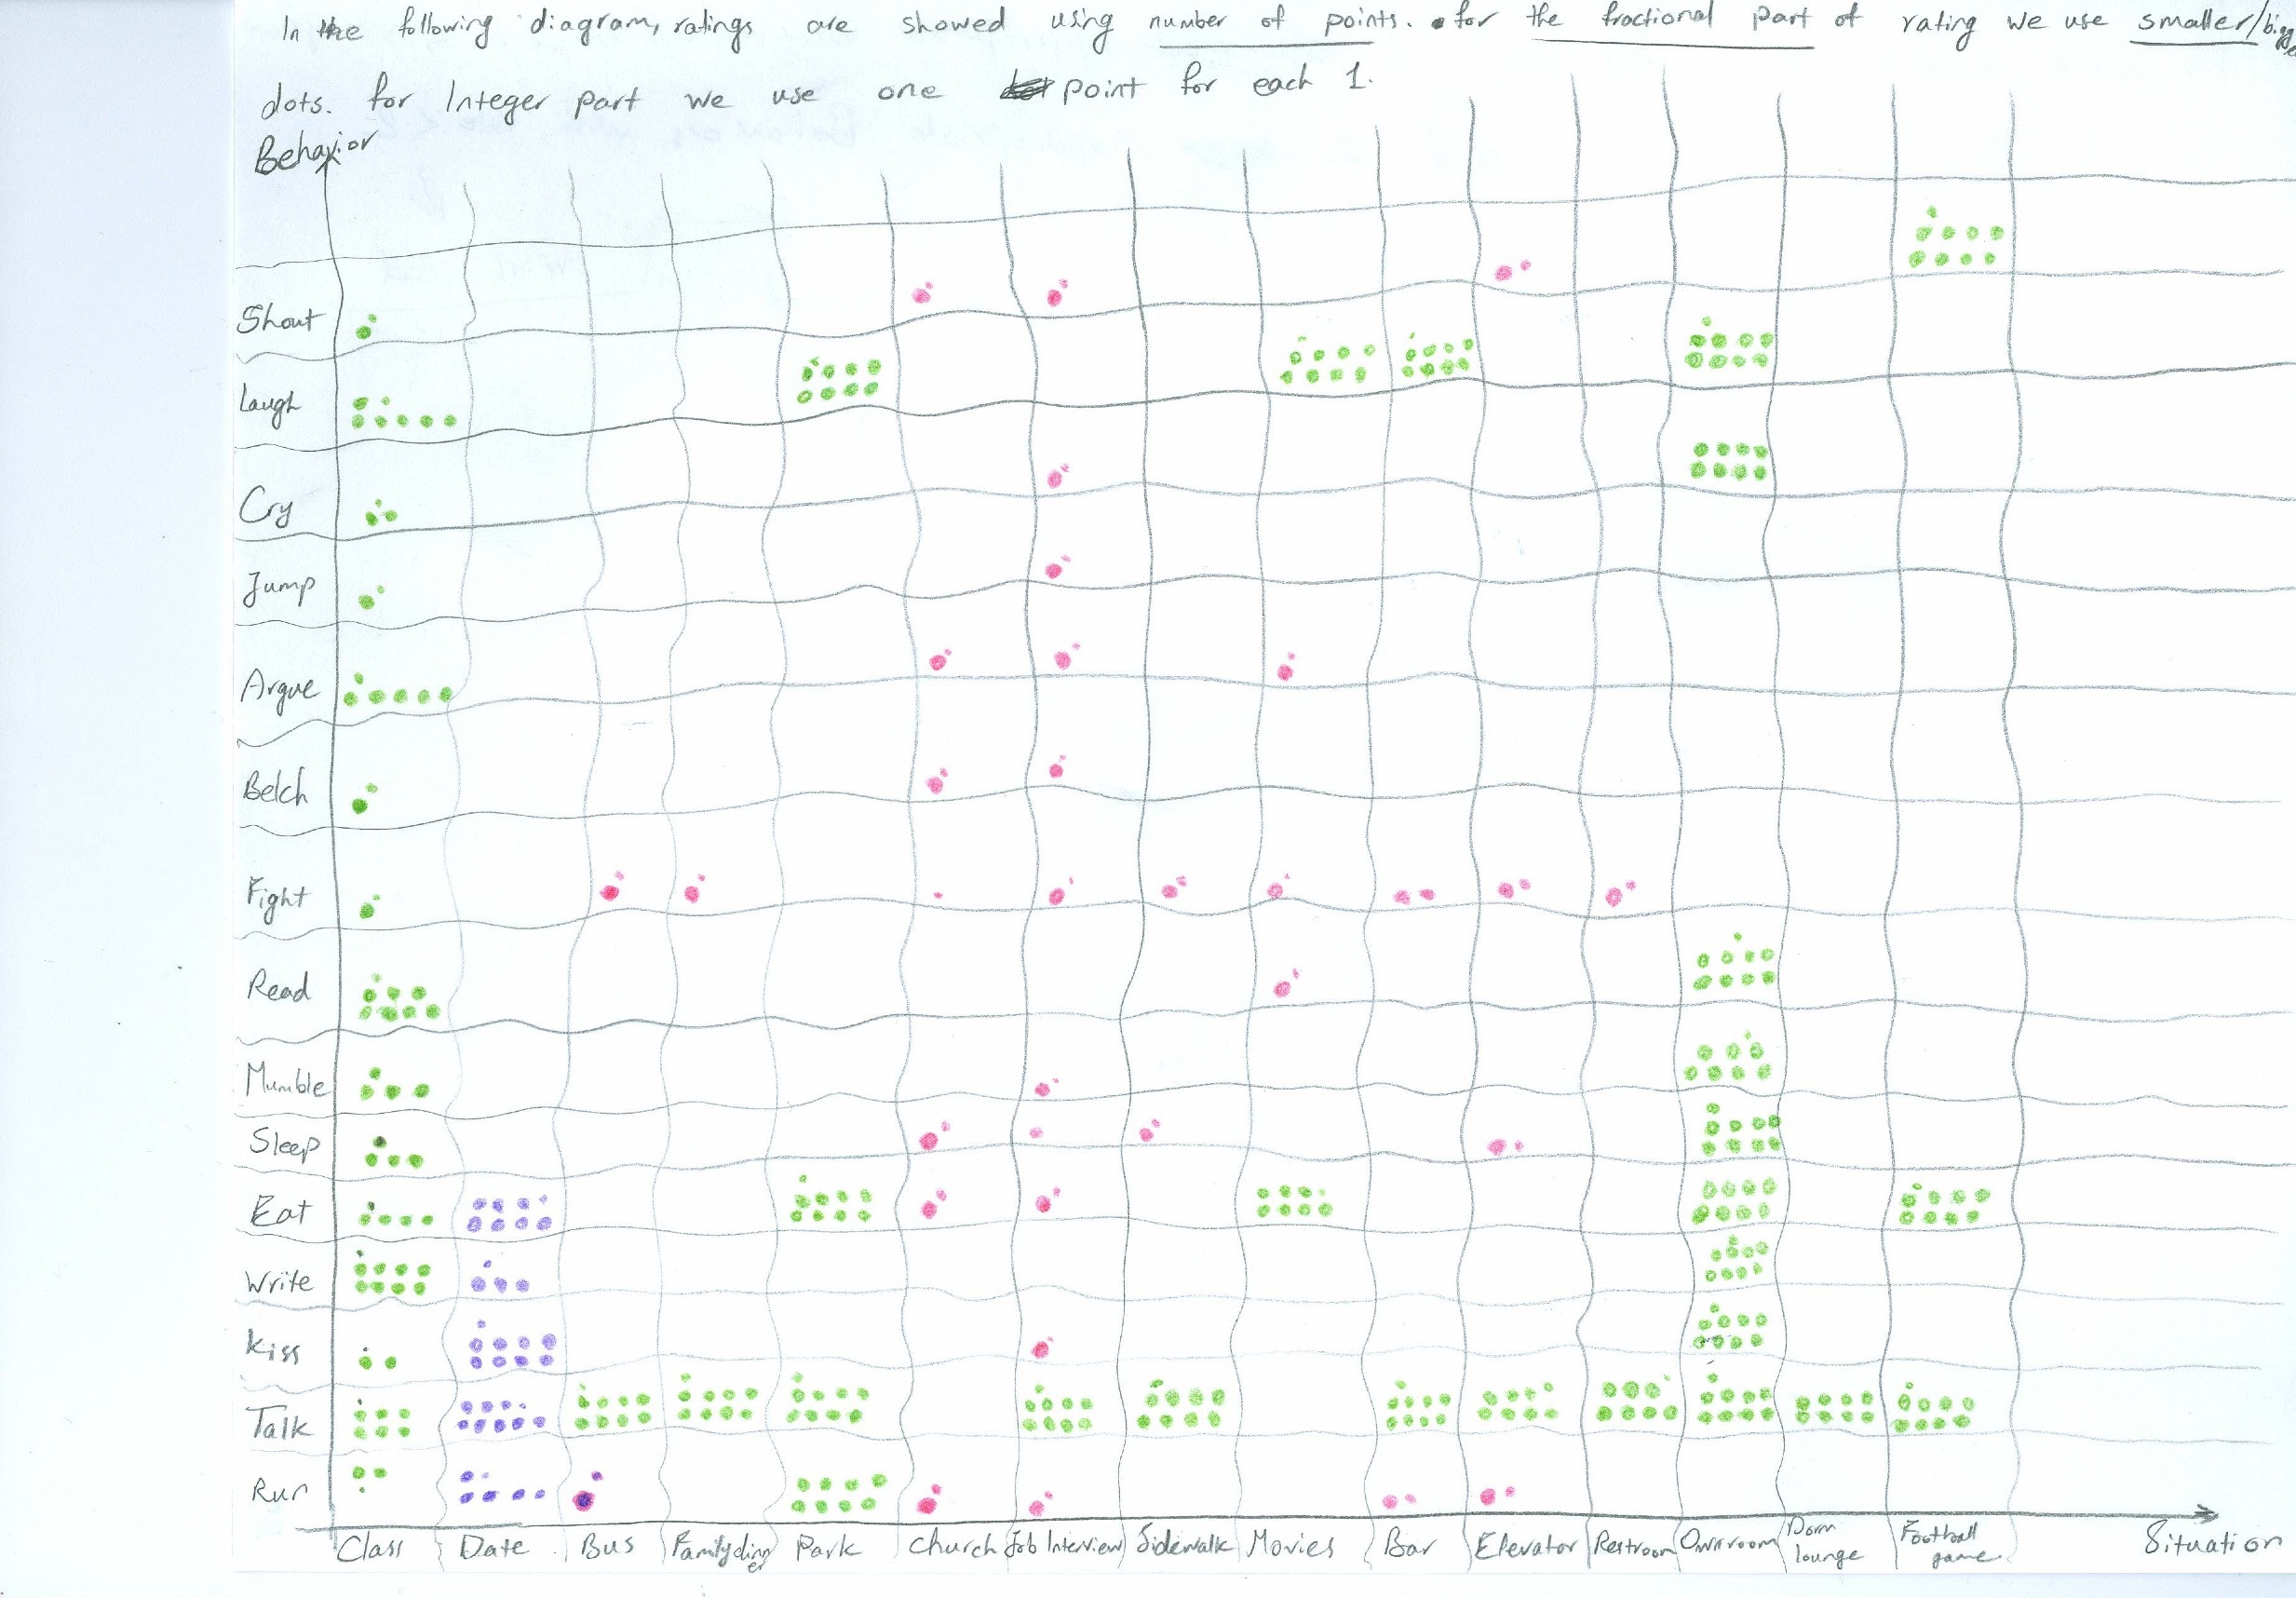 In the following diagram, ratings are showed using number of points. for the fractional part of rating we use smaller/bigge
dots. for Integer part we use one point for each 1.
Behavior
Shout
Laugh
Cry
Jump
Argue
Belch
Fight
Read
Mumble
Sleep
Eat
Write
Kiss
Talk
Run
Class Date Bus Family dinner Park Church Job Interview Sidewalk Movies Bar Elevator Restroom Ownroom Dorm lounge Football game Situation